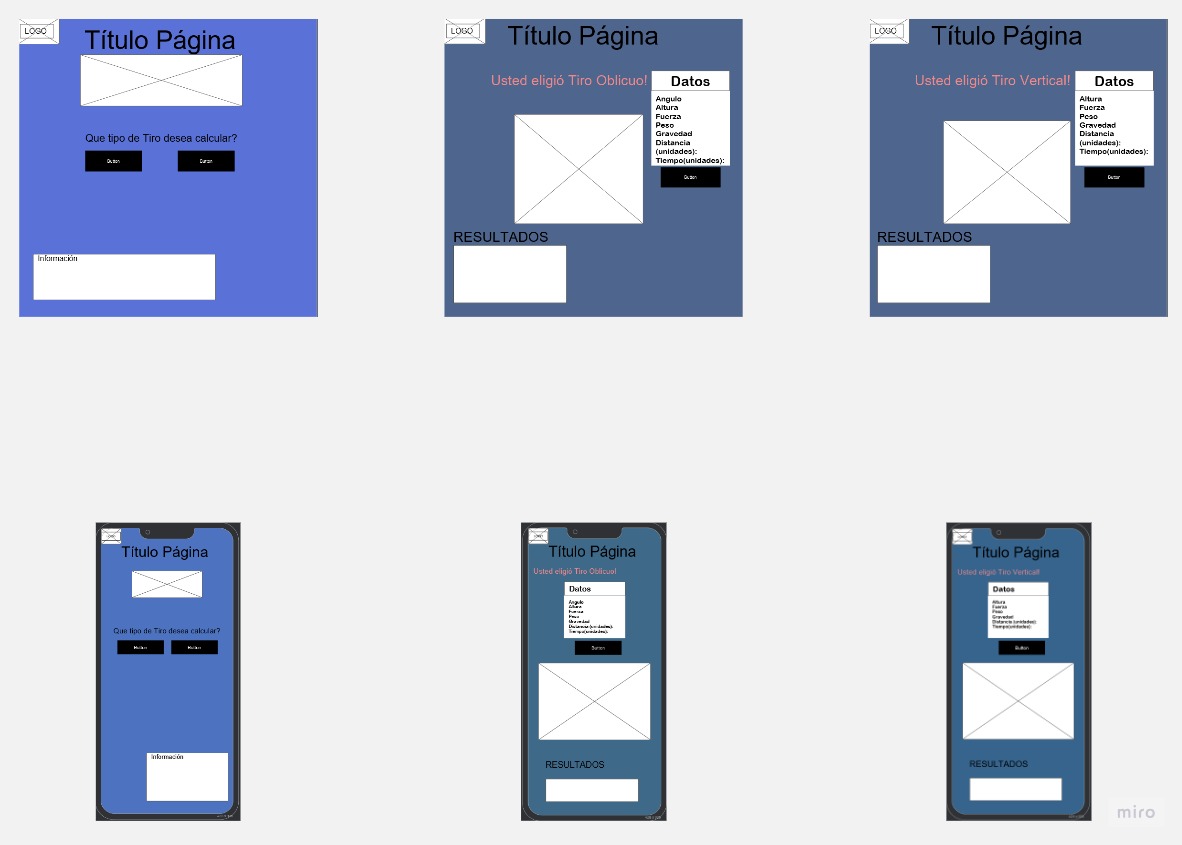 LOGO
Título Página
Que tipo de Tiro desea calcular?
Button
Button
Información
LOGO
Título Página
Usted eligió Tiro Oblicuo!
Datos
Angulo
Altura
Fuerza
Peso
Gravedad
Distancia
(unidades):
Tiempo(unidades):
Button
RESULTADOS
LOGO
Título Página
Usted eligió Tiro Vertical!
Datos
Altura
Fuerza
Peso
Gravedad
Distancia
(unidades):
Tiempo(unidades):
Button
RESULTADOS
LOGO
Título Página
Que tipo de Tiro desea calcular?
Button
Button
Información
LOGO
Título Página
Usted eligió Tiro Oblicuo!
Datos
Angulo
Altura
Fuerza
Peso
Gravedad
Distancia (unidades):
Tiempo(unidades):
Button
RESULTADOS
LOGO
Título Página
Usted eligió Tiro Vertical!
Datos
Altura
Fuerza
Peso
Gravedad
Distancia (unidades):
Tiempo(unidades):
Button
RESULTADOS
miro